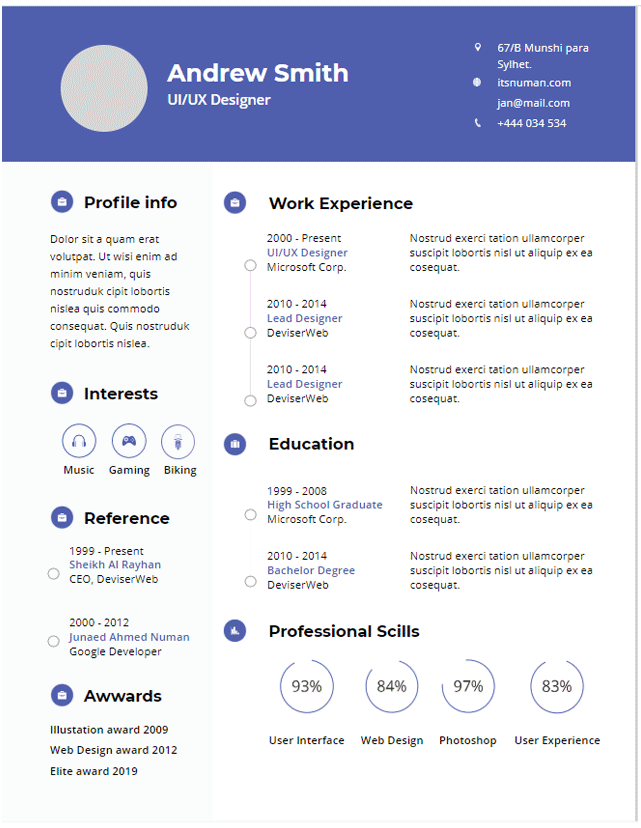 Andrew Smith
UI/UX Designer
67/B Munshi para
Sylhet.
itsnuman.com
jan@mail.com
+444 034 534
Profile info
Dolor sit a quam erat
volutpat. Ut wisi enim ad
minim veniam, quis
nostruduk cipit lobortis
nislea quis commodo
consequat. Quis nostruduk
cipit lobortis nislea.
Interests
Music Gaming Biking
Reference
1999 - Present
Sheikh Al Rayhan
CEO, DeviserWeb
2000 - 2012
Junaed Ahmed Numan
Google Developer
Awwards
Illustation award 2009
Web Design award 2012
Elite award 2019
Work Experience
2000 - Present
UI/UX Designer
Microsoft Corp.
Nostrud exerci tation ullamcorper
suscipit lobortis nisl ut aliquip ex ea
cosequat.
2010 - 2014
Lead Designer
DeviserWeb
Nostrud exerci tation ullamcorper
suscipit lobortis nisl ut aliquip ex ea
cosequat.
2010 - 2014
Lead Designer
DeviserWeb
Nostrud exerci tation ullamcorper
suscipit lobortis nisl ut aliquip ex ea
cosequat.
Education
1999 - 2008
High School Graduate
Microsoft Corp.
Nostrud exerci tation ullamcorper
suscipit lobortis nisl ut aliquip ex ea
cosequat.
2010 - 2014
Bachelor Degree
DeviserWeb
Nostrud exerci tation ullamcorper
suscipit lobortis nisl ut aliquip ex ea
cosequat.
Professional Scills
93% 84% 97% 83%
User Interface Web Design Photoshop User Experience